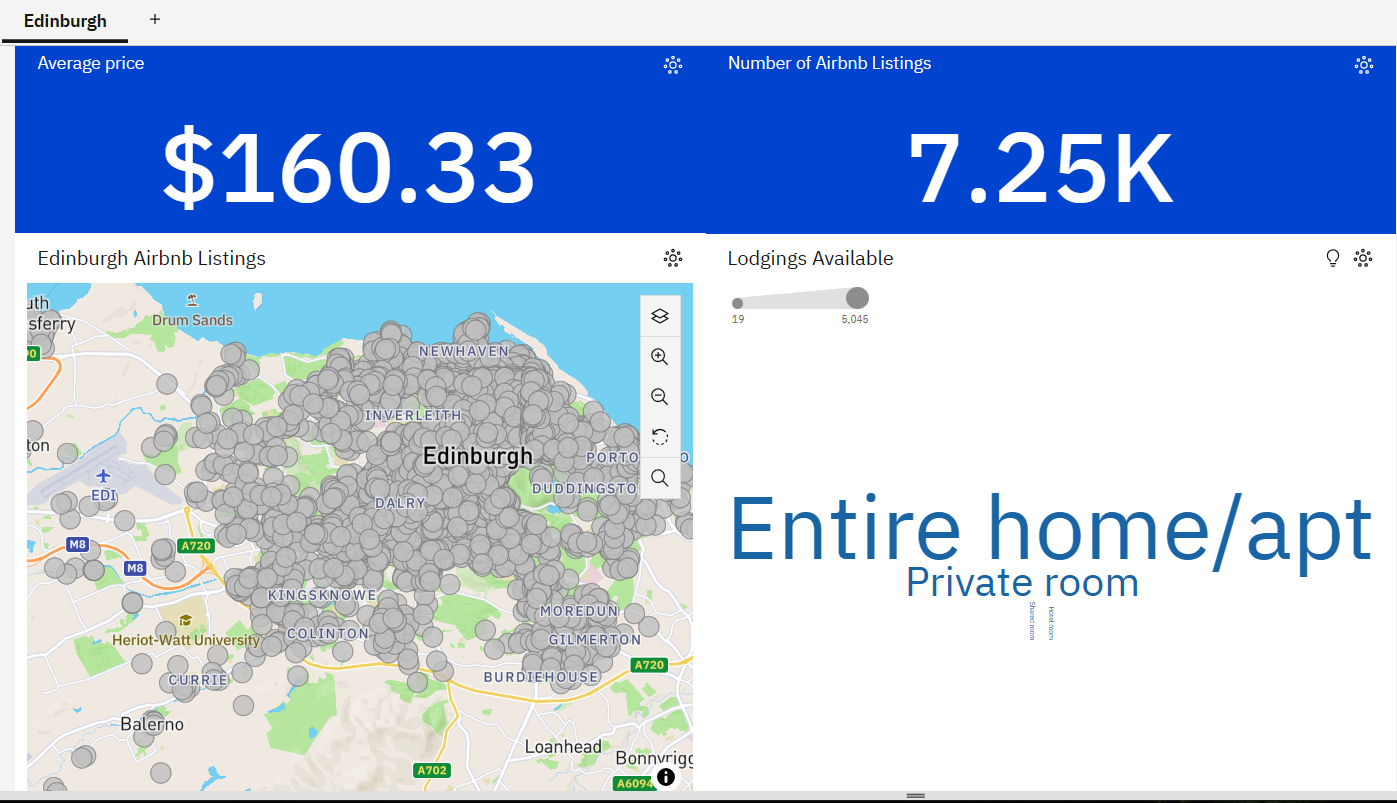 Edinburgh +
Average price
$160.33
Number of Airbnb Listings
7.25K
Edinburgh Airbnb Listings
uth
sferry
Drum Sands
90
NEWHAVEN
INVERLEITH
ton
Edinburgh
PORTO
O
EDI
DUDDINGSTO
DALRY
M8
A720
M8
KINGSKNOWE
MOREDUN
COLINTON
Heriot-Watt University
GILMERTON
A720
CURRIE
BURDIEHOUSE
Balerno
Loanhead
Bonnyrigg
A702
A6094
Lodgings Available
19
5,045
Entire home/apt
Private room
Shared room
Hotel room